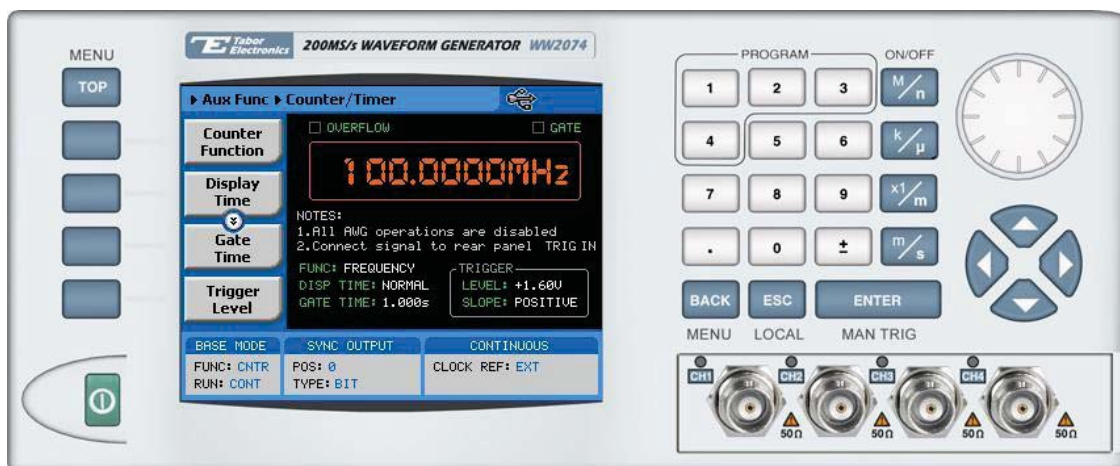 Tabor Electronics 200MS/s WAVEFORM GENERATOR WW2074
MENU
TOP
▶ Aux Func ▶ Counter/Timer
Counter Function
Display Time
Gate Time
Trigger Level
OVERFLOW GATE
100.0000MHz
NOTES:
1.All AWG operations are disabled
2.Connect signal to rear panel TRIG IN
FUNC: FREQUENCY
DISP TIME: NORMAL
GATE TIME: 1.000s
TRIGGER
LEVEL: +1.60V
SLOPE: POSITIVE
BASE MODE
FUNC: CNTR
RUN: CONT
SYNC OUTPUT
POS: 0
TYPE: BIT
CONTINUOUS
CLOCK REF: EXT
PROGRAM ON/OFF
1 2 3 M/n
4 5 6 k/μ
7 8 9 x1/m
. 0 ± m/s
BACK ESC ENTER
MENU LOCAL MAN TRIG
CH1 CH2 CH3 CH4
50Ω 50Ω 50Ω 50Ω